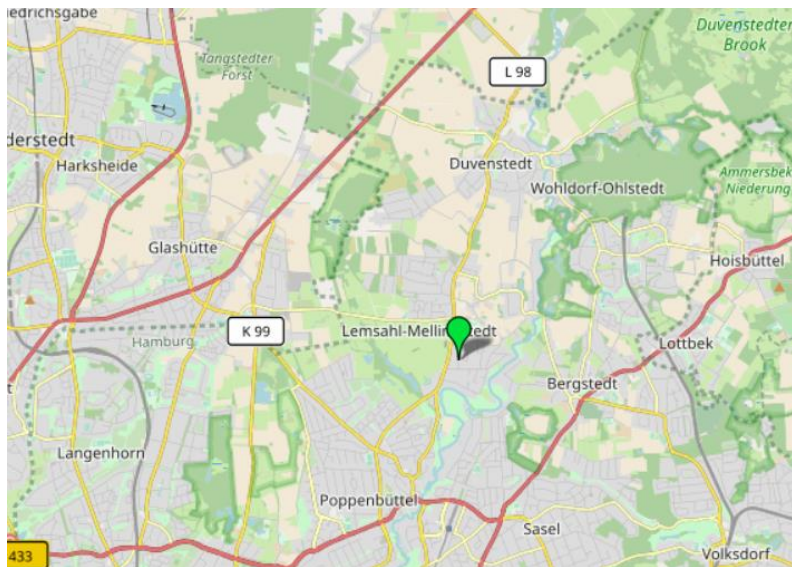 edrichsgabe
Duvenstedter
Brook
Tangstedter
Forst
L 98
derstedt
Harksheide
Duvenstedt
Wohldorf-Ohlstedt
Ammersbek
Niederung
Glashütte
Hoisbüttel
K 99
Hamburg
Lemsahl-Mellin stedt
Lottbek
t
Bergstedt
Langenhorn
Poppenbüttel
Sasel
433
Volksdorf